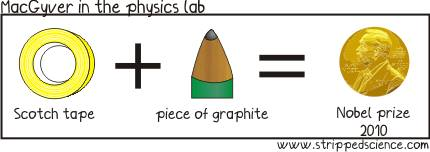 MacGyver in the physics lab
Scotch tape
piece of graphite
Nobel prize
2010
www.strippedscience.com